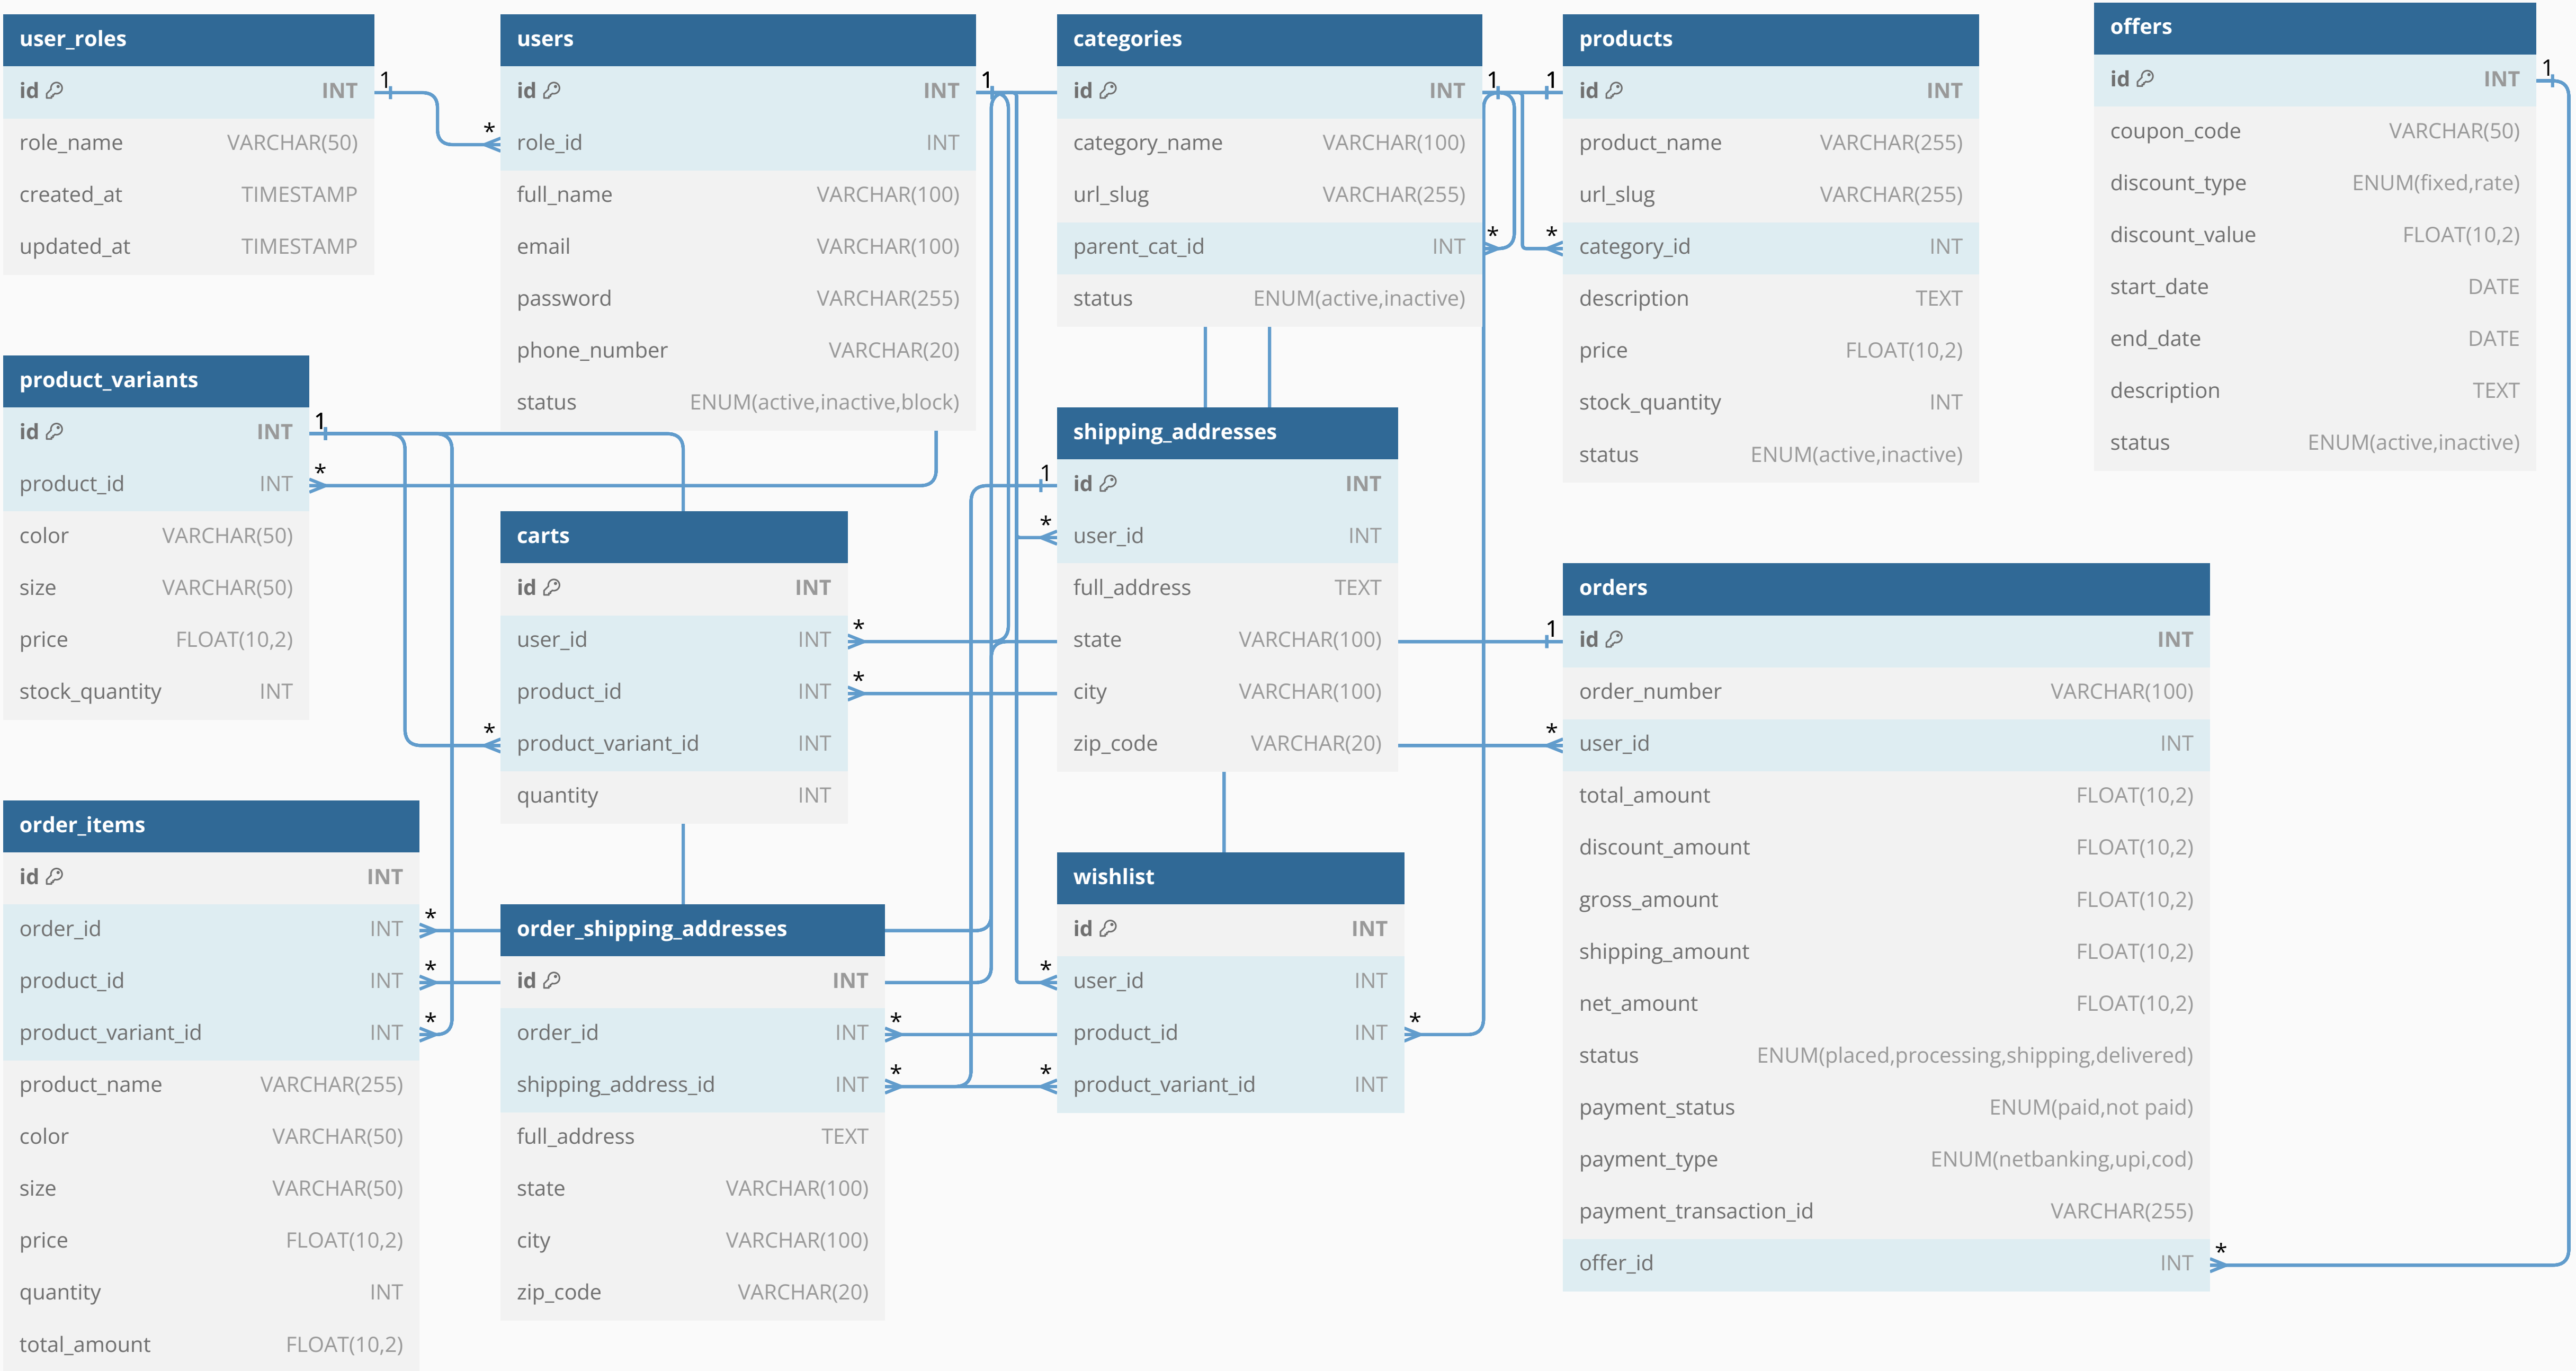 user_roles
id INT
role_name VARCHAR(50)
created_at TIMESTAMP
updated_at TIMESTAMP
1
*
users
id INT
role_id INT
full_name VARCHAR(100)
email VARCHAR(100)
password VARCHAR(255)
phone_number VARCHAR(20)
status ENUM(active,inactive,block)
1
categories
id INT
category_name VARCHAR(100)
url_slug VARCHAR(255)
parent_cat_id INT
status ENUM(active,inactive)
1
*
1
*
products
id INT
product_name VARCHAR(255)
url_slug VARCHAR(255)
category_id INT
description TEXT
price FLOAT(10,2)
stock_quantity INT
status ENUM(active,inactive)
offers
id INT
coupon_code VARCHAR(50)
discount_type ENUM(fixed,rate)
discount_value FLOAT(10,2)
start_date DATE
end_date DATE
description TEXT
status ENUM(active,inactive)
1
product_variants
id INT
product_id INT
color VARCHAR(50)
size VARCHAR(50)
price FLOAT(10,2)
stock_quantity INT
1
*
*
carts
id INT
user_id INT
product_id INT
product_variant_id INT
quantity INT
*
*
1
*
shipping_addresses
id INT
user_id INT
full_address TEXT
state VARCHAR(100)
city VARCHAR(100)
zip_code VARCHAR(20)
1
*
orders
id INT
order_number VARCHAR(100)
user_id INT
total_amount FLOAT(10,2)
discount_amount FLOAT(10,2)
gross_amount FLOAT(10,2)
shipping_amount FLOAT(10,2)
net_amount FLOAT(10,2)
status ENUM(placed,processing,shipping,delivered)
payment_status ENUM(paid,not paid)
payment_type ENUM(netbanking,upi,cod)
payment_transaction_id VARCHAR(255)
offer_id INT
*
order_items
id INT
order_id INT
product_id INT
product_variant_id INT
product_name VARCHAR(255)
color VARCHAR(50)
size VARCHAR(50)
price FLOAT(10,2)
quantity INT
total_amount FLOAT(10,2)
*
*
*
order_shipping_addresses
id INT
order_id INT
shipping_address_id INT
full_address TEXT
state VARCHAR(100)
city VARCHAR(100)
zip_code VARCHAR(20)
*
*
*
*
wishlist
id INT
user_id INT
product_id INT
product_variant_id INT
*